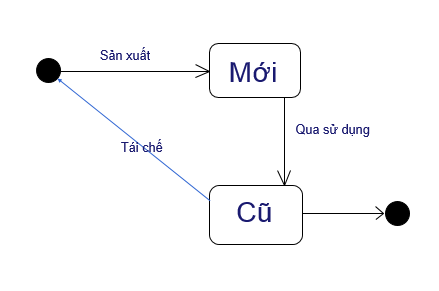 Sản xuất
Mới
Qua sử dụng
Tái chế
Cũ